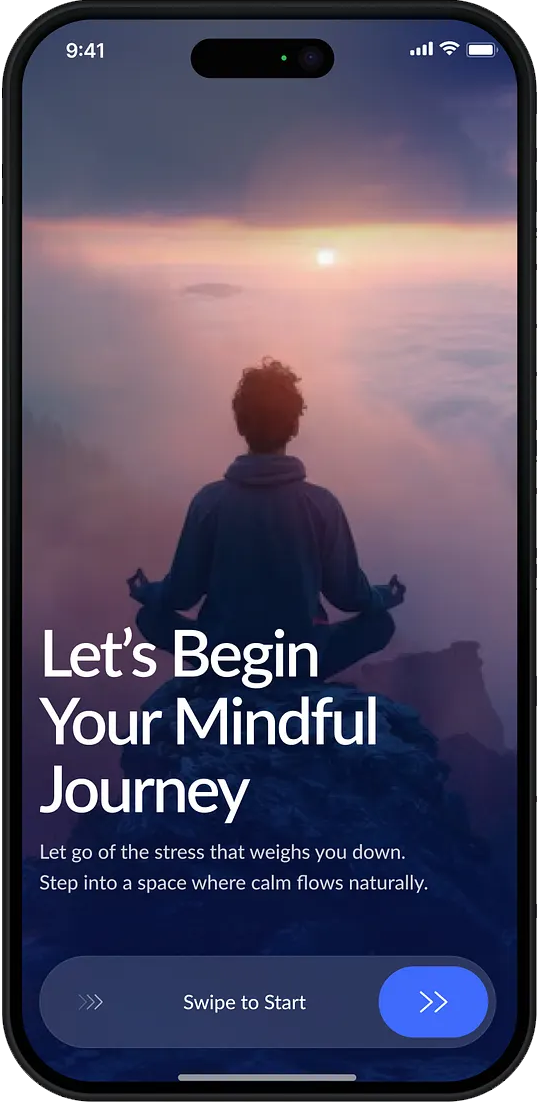 9:41
Let’s Begin
Your Mindful
Journey
Let go of the stress that weighs you down.
Step into a space where calm flows naturally.
Swipe to Start